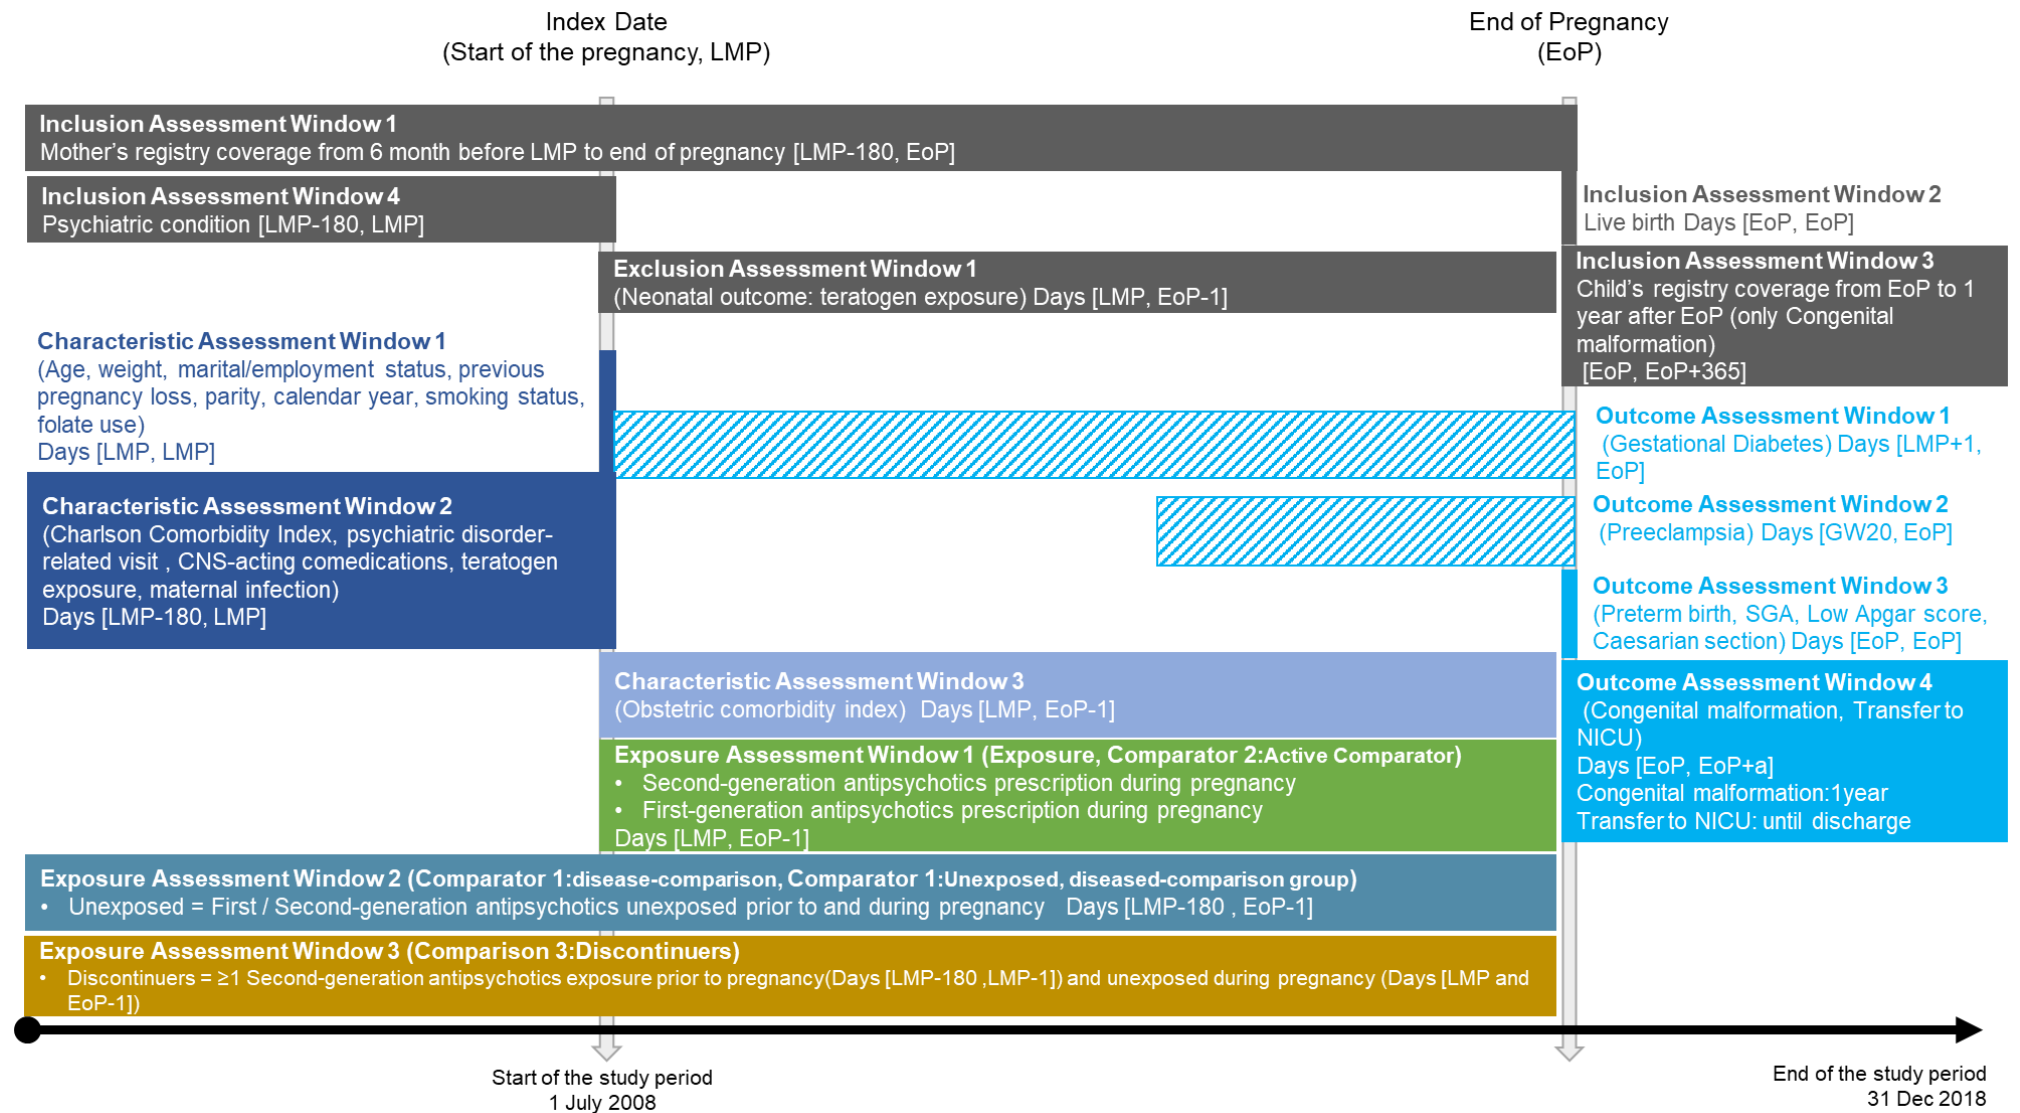 Index Date
(Start of the pregnancy, LMP)
End of Pregnancy
(EoP)
Inclusion Assessment Window 1
Mother's registry coverage from 6 month before LMP to end of pregnancy [LMP-180, EoP]
Inclusion Assessment Window 4
Psychiatric condition [LMP-180, LMP]
Inclusion Assessment Window 2
Live birth Days [EoP, EoP]
Exclusion Assessment Window 1
(Neonatal outcome: teratogen exposure) Days [LMP, EoP-1]
Inclusion Assessment Window 3
Child's registry coverage from EoP to 1
year after EoP (only Congenital
malformation)
[EoP, EoP+365]
Characteristic Assessment Window 1
(Age, weight, marital/employment status, previous
pregnancy loss, parity, calendar year, smoking status,
folate use)
Days [LMP, LMP]
Outcome Assessment Window 1
(Gestational Diabetes) Days [LMP+1,
EoP]
Characteristic Assessment Window 2
(Charlson Comorbidity Index, psychiatric disorder-
related visit , CNS-acting comedications, teratogen
exposure, maternal infection)
Days [LMP-180, LMP]
Outcome Assessment Window 2
(Preeclampsia) Days [GW20, EoP]
Outcome Assessment Window 3
(Preterm birth, SGA, Low Apgar score,
Caesarian section) Days [EoP, EoP]
Characteristic Assessment Window 3
(Obstetric comorbidity index)  Days [LMP, EoP-1]
Outcome Assessment Window 4
(Congenital malformation, Transfer to
NICU)
Days [EoP, EoP+a]
Congenital malformation:1year
Transfer to NICU: until discharge
Exposure Assessment Window 1 (Exposure, Comparator 2:Active Comparator)
• Second-generation antipsychotics prescription during pregnancy
• First-generation antipsychotics prescription during pregnancy
Days [LMP, EoP-1]
Exposure Assessment Window 2 (Comparator 1:disease-comparison, Comparator 1:Unexposed, diseased-comparison group)
• Unexposed = First / Second-generation antipsychotics unexposed prior to and during pregnancy   Days [LMP-180 , EoP-1]
Exposure Assessment Window 3 (Comparison 3:Discontinuers)
• Discontinuers = ≥1 Second-generation antipsychotics exposure prior to pregnancy(Days [LMP-180 ,LMP-1]) and unexposed during pregnancy (Days [LMP and
EoP-1])
Start of the study period
1 July 2008
End of the study period
31 Dec 2018